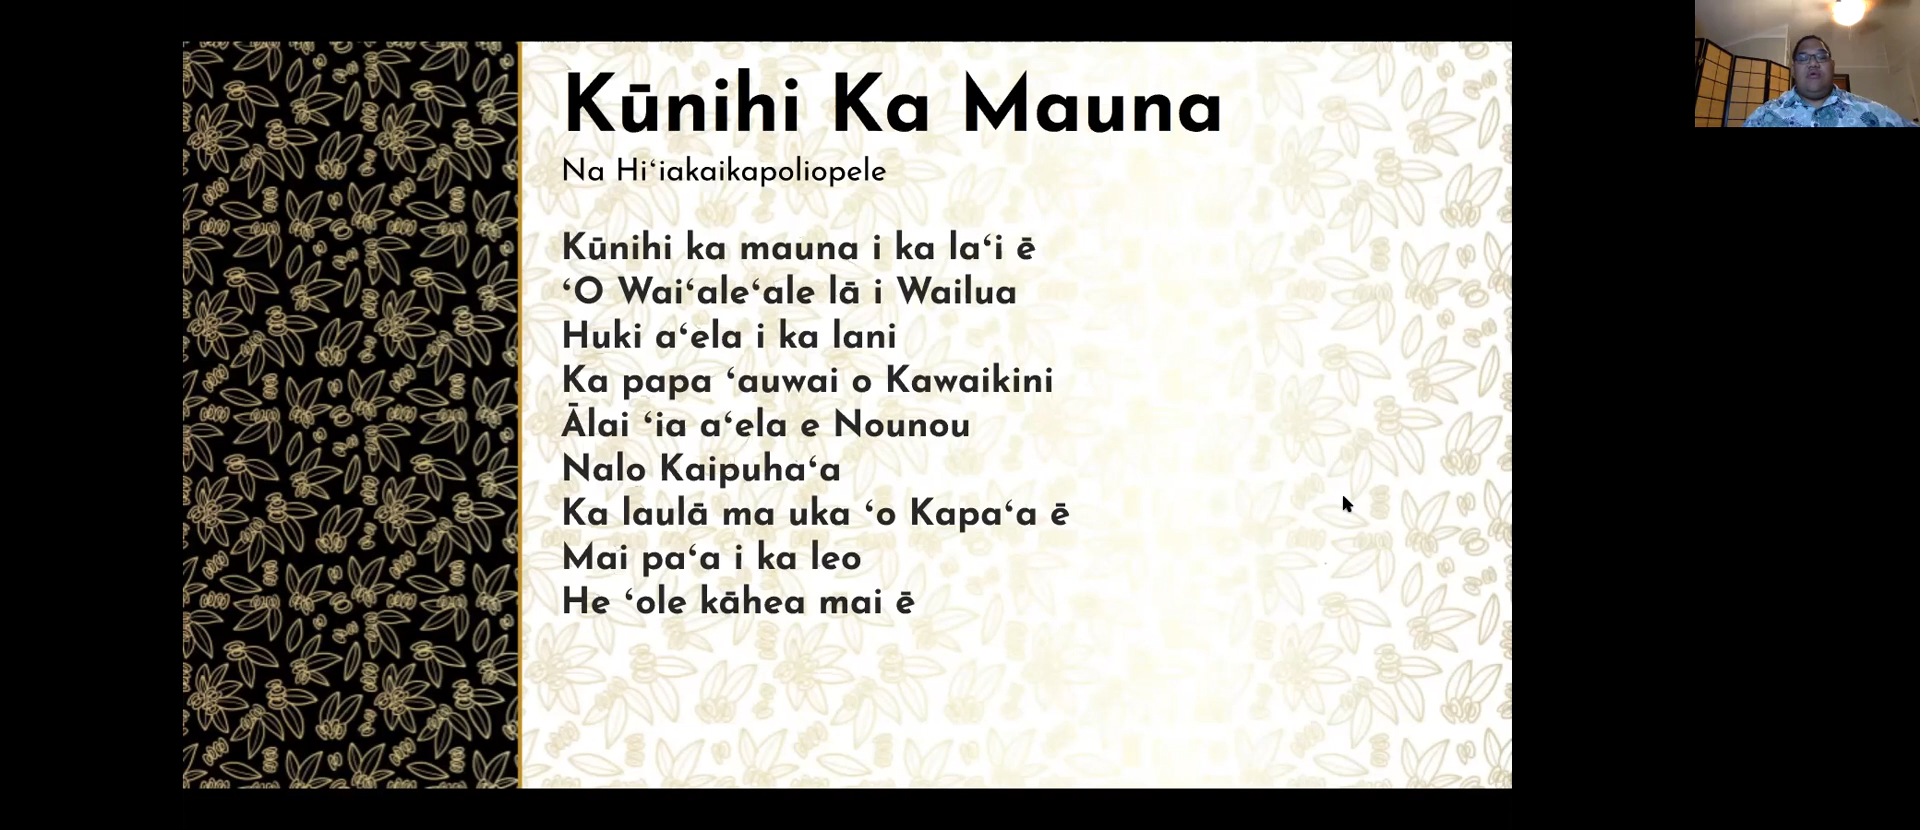 Kūnihi Ka Mauna
Na Hiʻiakaikapoliopele
Kūnihi ka mauna i ka laʻi ē
ʻO Waiʻaleʻale lā i Wailua
Huki aʻela i ka lani
Ka papa ʻauwai o Kawaikini
Ālai ʻia aʻela e Nounou
Nalo Kaipuhaʻa
Ka laulā ma uka ʻo Kapaʻa ē
Mai paʻa i ka leo
He ʻole kāhea mai ē